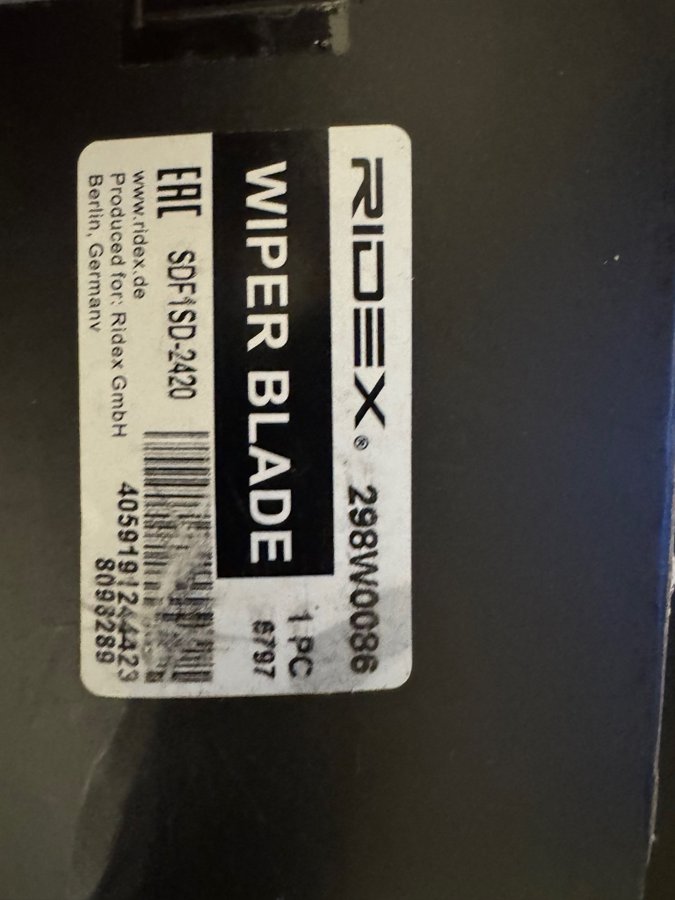 RIDEX® 298W0086
WIPER BLADE
1 PC
6797
EAC SDF1SD-2420
www.ridex.de
Produced for: Ridex GmbH
Berlin, Germany
4059191244423
8093289